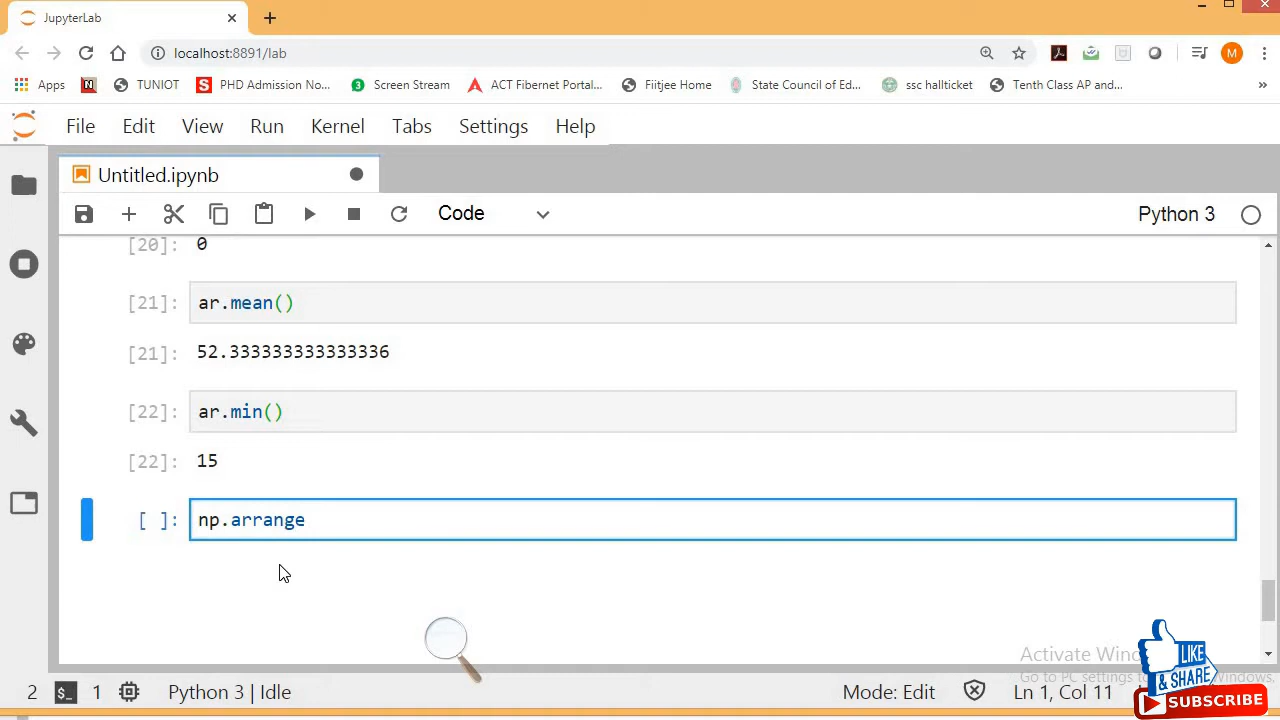 JupyterLab
localhost:8891/lab
M
Apps N TUNIOT S PHD Admission No... 3 Screen Stream ACT Fibernet Portal... Fiitjee Home State Council of Ed... ssc hallticket Tenth Class AP and... »
File Edit View Run Kernel Tabs Settings Help
Untitled.ipynb
Code Python 3
[20]: 0
[21]: ar.mean()
[21]: 52.333333333333336
[22]: ar.min()
[22]: 15
[ ]: np.arrange
Activate Win
Go to PC settings to Windows.
LIKE
& SHARE
SUBSCRIBE
2 $_ 1 Python 3 | Idle Mode: Edit Ln 1, Col 11